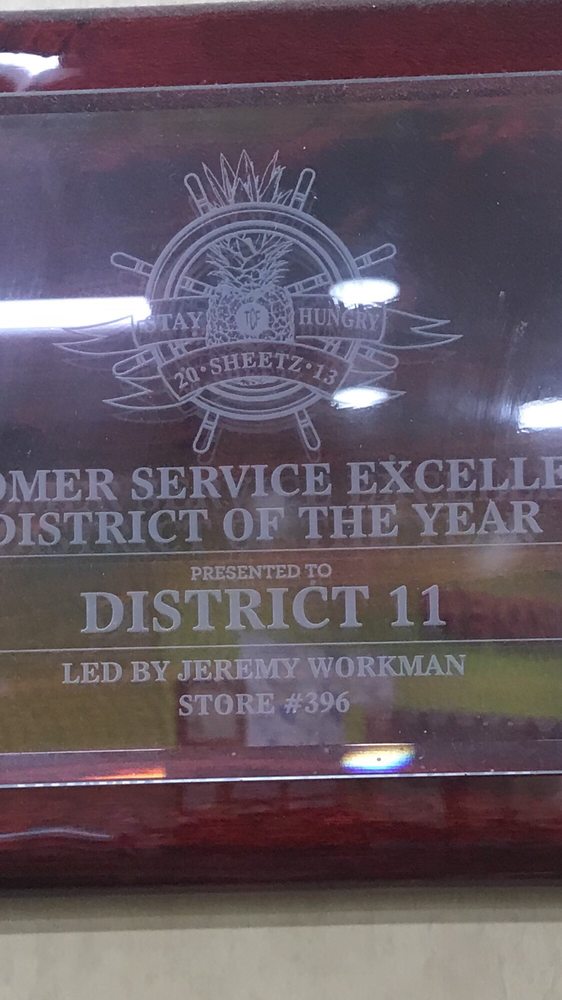 STAY HUNGRY
20 • SHEETZ • 13
OMER SERVICE EXCELLE
DISTRICT OF THE YEAR
PRESENTED TO
DISTRICT 11
LED BY JEREMY WORKMAN
STORE #396